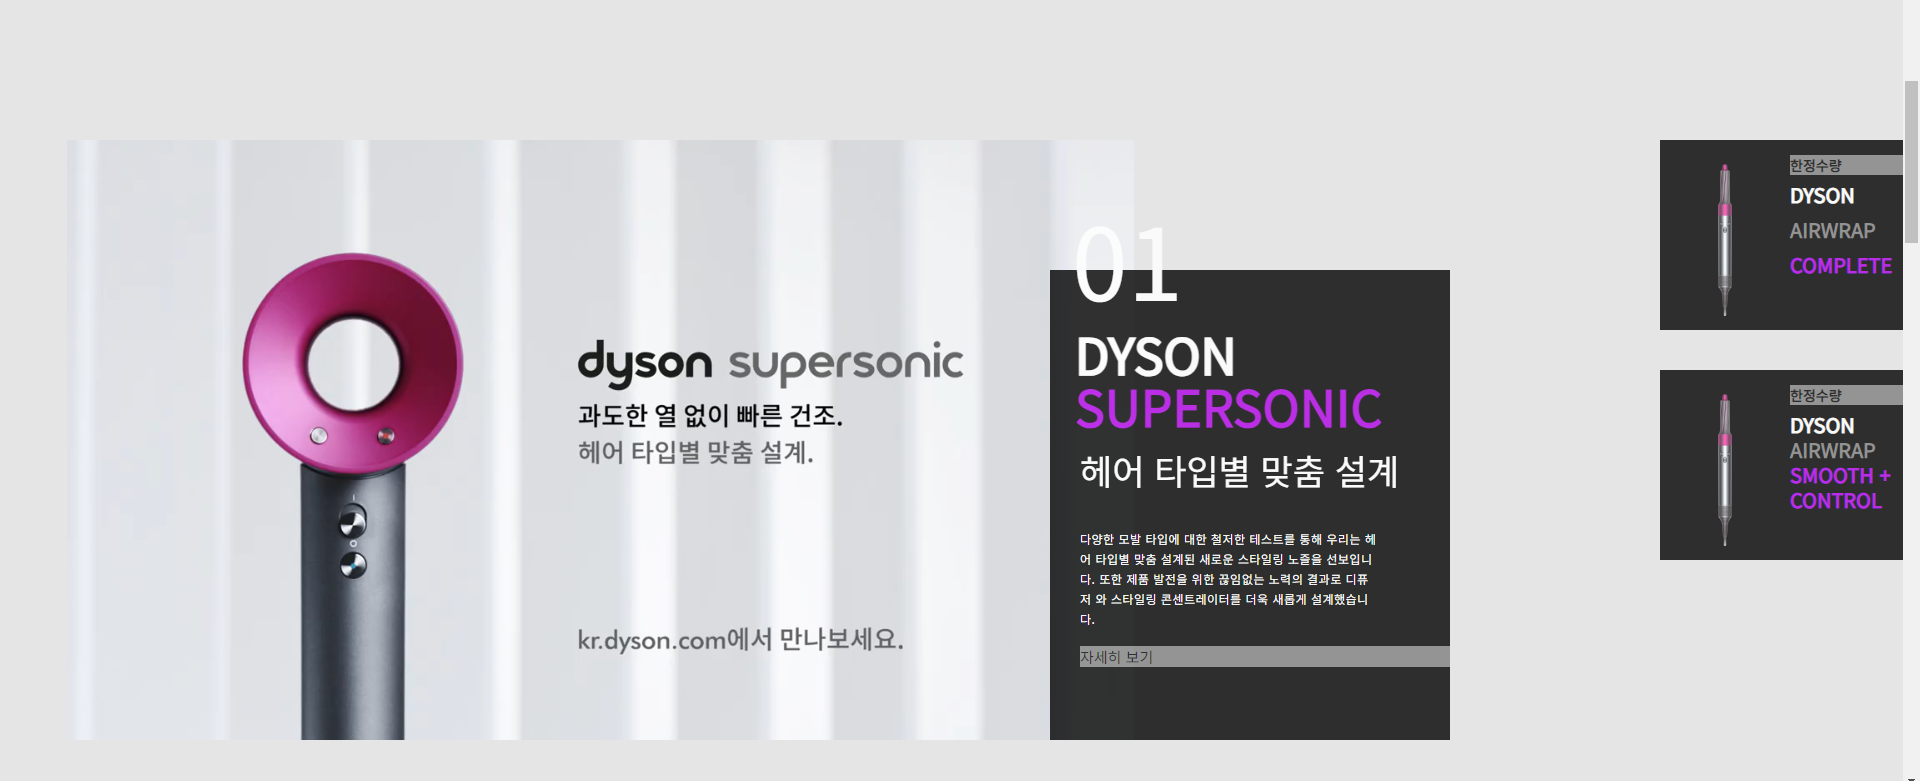 dyson supersonic
과도한 열 없이 빠른 건조.
헤어 타입별 맞춤 설계.
kr.dyson.com에서 만나보세요.
01
DYSON
SUPERSONIC
헤어 타입별 맞춤 설계
다양한 모발 타입에 대한 철저한 테스트를 통해 우리는 헤
어 타입별 맞춤 설계된 새로운 스타일링 노즐을 선보입니
다. 또한 제품 발전을 위한 끊임없는 노력의 결과로 디퓨
저 와 스타일링 콘센트레이터를 더욱 새롭게 설계했습니
다.
자세히 보기
한정수량
DYSON
AIRWRAP
COMPLETE
한정수량
DYSON
AIRWRAP
SMOOTH +
CONTROL